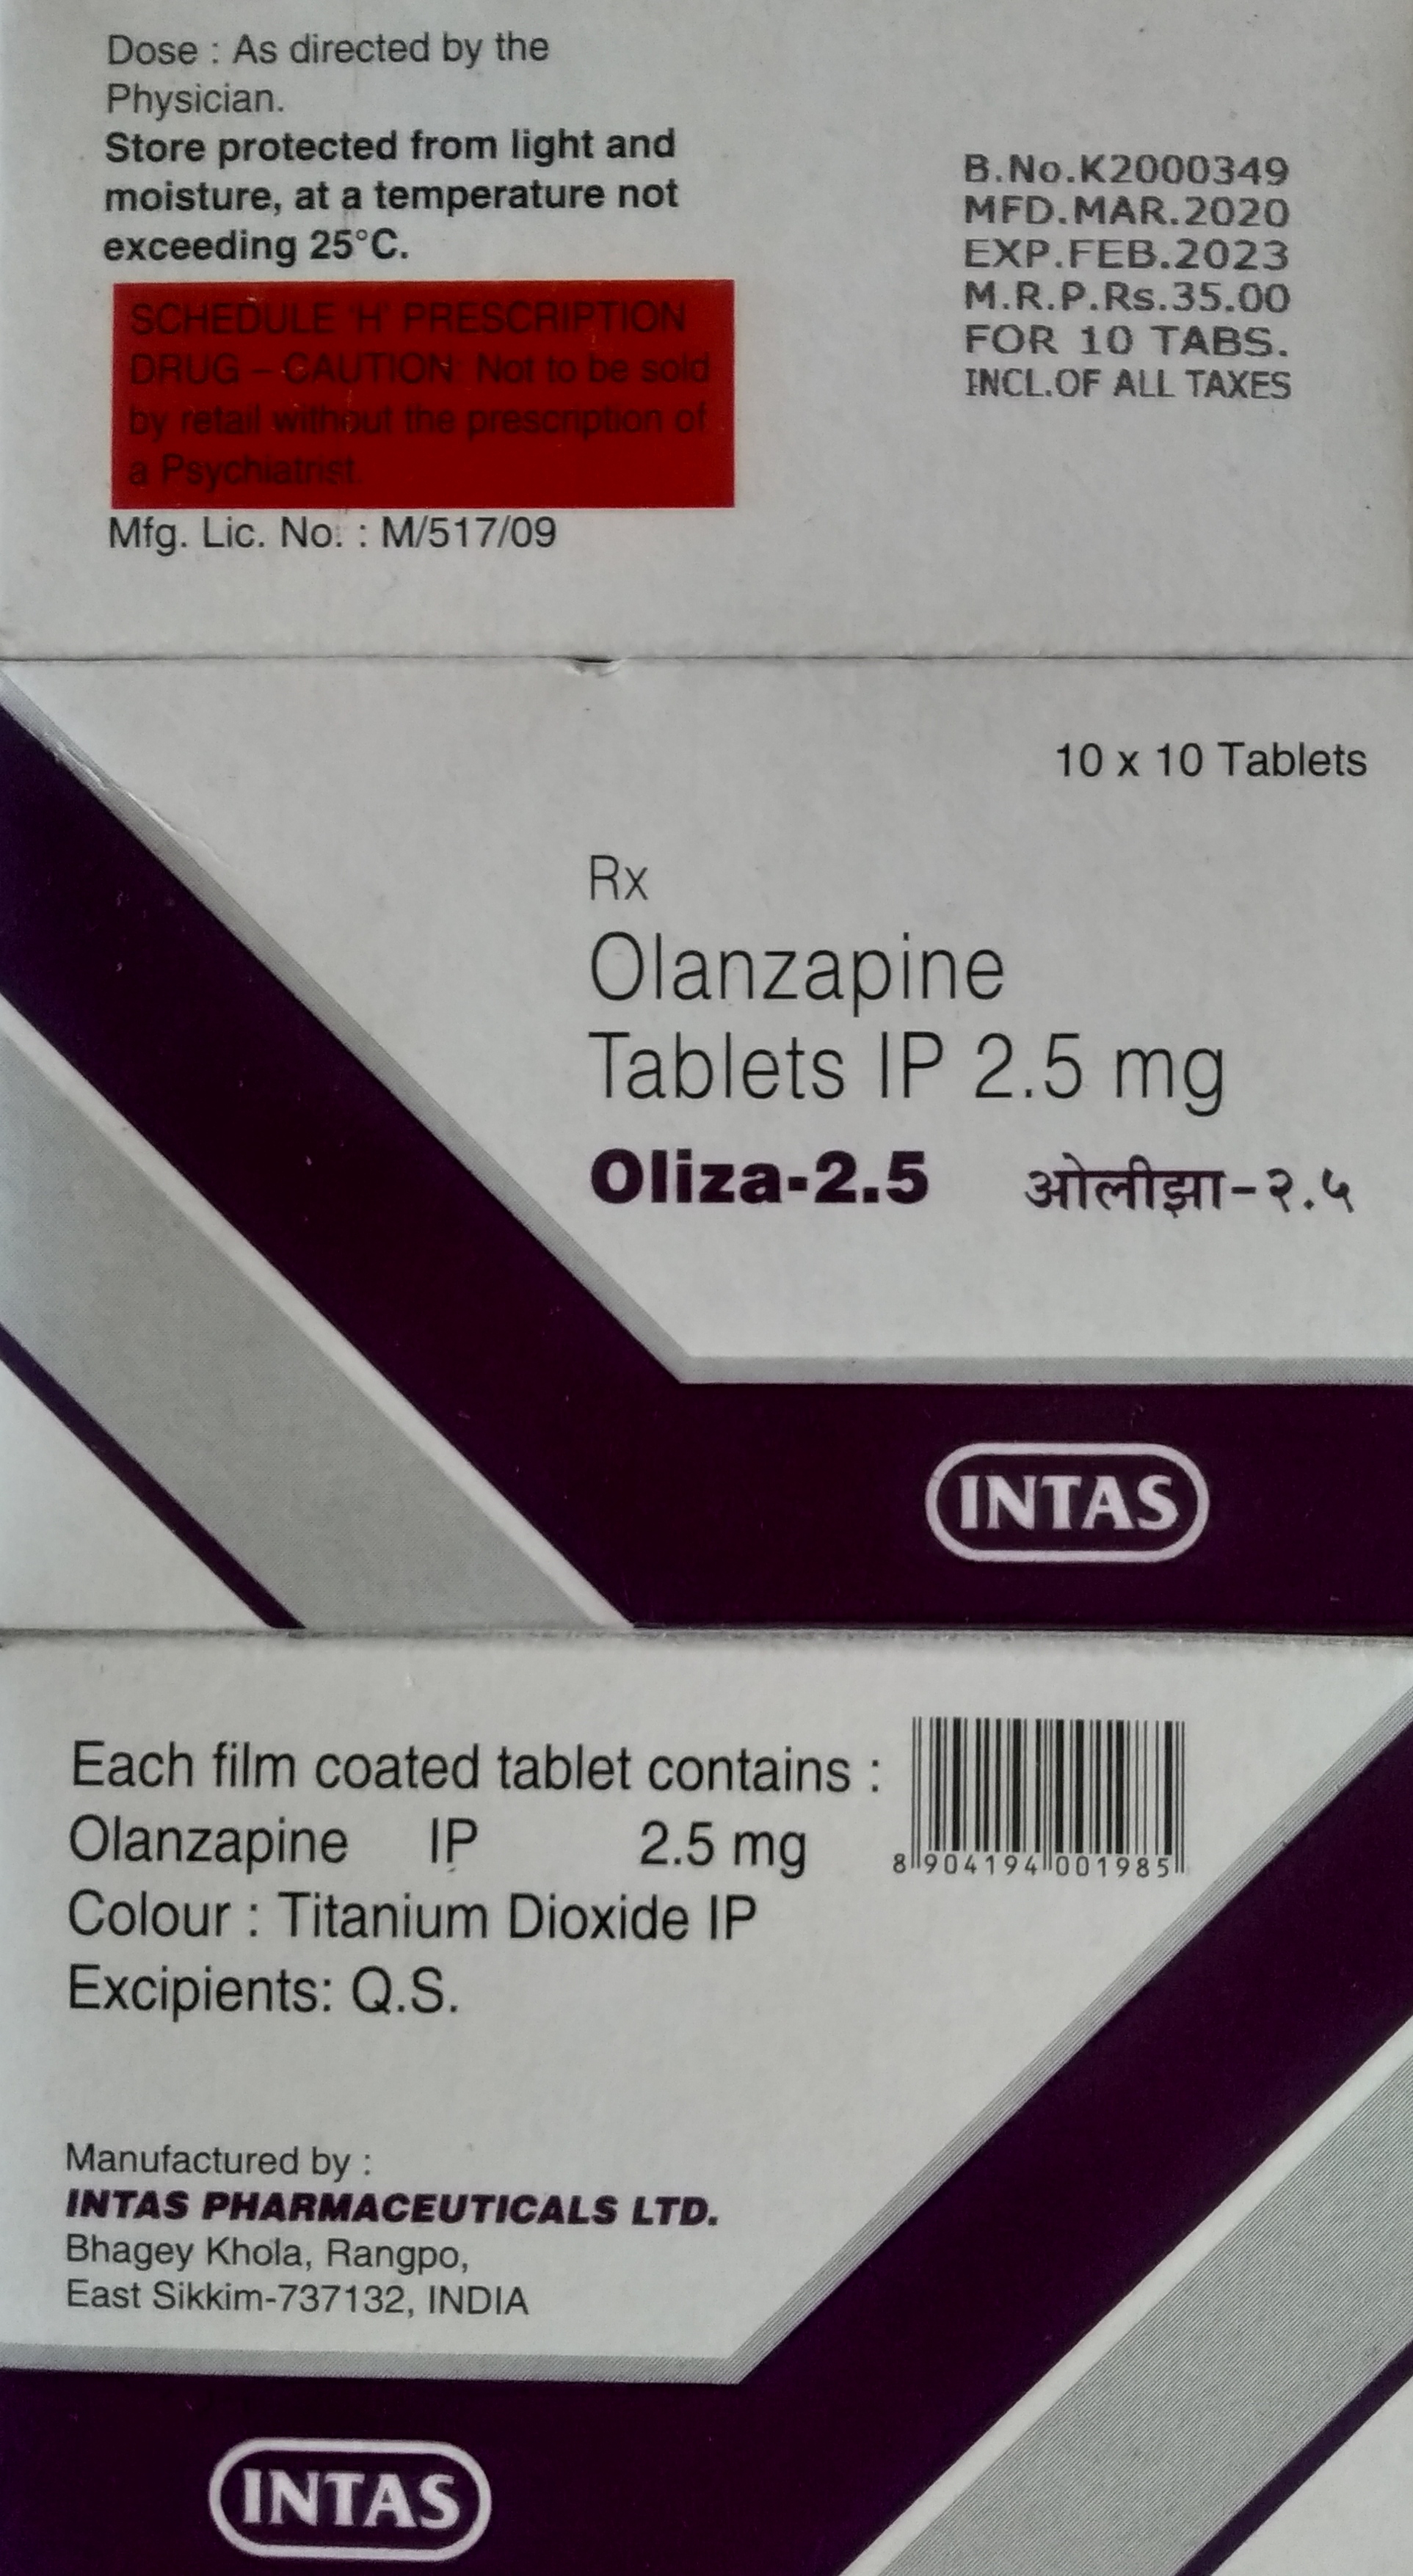 Dose : As directed by the
Physician.
Store protected from light and
moisture, at a temperature not
exceeding 25°C.
SCHEDULE 'H' PRESCRIPTION
DRUG – CAUTION: Not to be sold
by retail without the prescription of
a Psychiatrist.
Mfg. Lic. No. : M/517/09
B.No.K2000349
MFD.MAR.2020
EXP.FEB.2023
M.R.P.Rs.35.00
FOR 10 TABS.
INCL.OF ALL TAXES
10 x 10 Tablets
Rx
Olanzapine
Tablets IP 2.5 mg
Oliza-2.5 ओलीझा-२.५
INTAS
Each film coated tablet contains :
Olanzapine IP 2.5 mg
Colour : Titanium Dioxide IP
Excipients: Q.S.
8 904194 001985
Manufactured by :
INTAS PHARMACEUTICALS LTD.
Bhagey Khola, Rangpo,
East Sikkim-737132, INDIA
INTAS